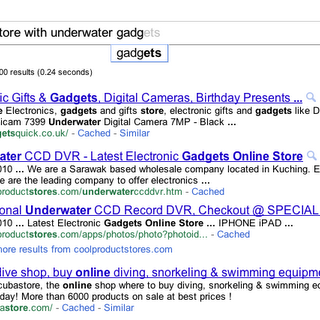 tore with underwater gadgets
gadgets
00 results (0.24 seconds)
ic Gifts & Gadgets, Digital Cameras, Birthday Presents ...
e Electronics, gadgets and gifts store, electronic gifts and gadgets like D
icam 7399 Underwater Digital Camera 7MP - Black ...
getsquick.co.uk/ - Cached - Similar
ater CCD DVR - Latest Electronic Gadgets Online Store
010 ... We are a Sarawak based wholesale company located in Kuching. E
e are the leading company to offer electronics ...
productstores.com/underwaterccddvr.htm - Cached
onal Underwater CCD Record DVR, Checkout @ SPECIAL
010 ... Latest Electronic Gadgets Online Store ... IPHONE iPAD ...
productstores.com/apps/photos/photo?photoid... - Cached
more results from coolproductstores.com
dive shop, buy online diving, snorkeling & swimming equipm
cubastore, the online shop where to buy diving, snorkeling & swimming e
day! More than 6000 products on sale at best prices !
astore.com/ - Cached - Similar